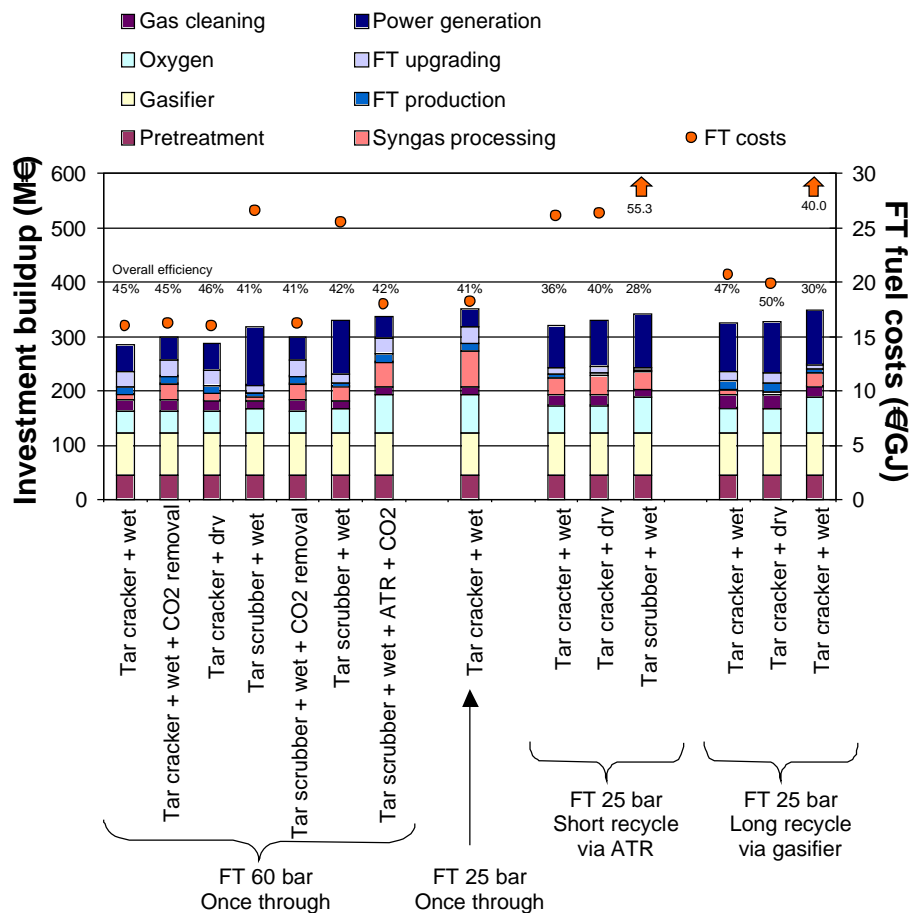 Gas cleaning
Power generation
Oxygen
FT upgrading
Gasifier
FT production
Pretreatment
Syngas processing
FT costs
Investment buildup (M€)
600
500
400
300
200
100
0
FT fuel costs (€/GJ)
30
25
20
15
10
5
0
55.3
40.0
Overall efficiency
45%
45%
46%
41%
41%
42%
42%
41%
36%
40%
28%
47%
50%
30%
Tar cracker + wet
Tar cracker + wet + CO2 removal
Tar cracker + dry
Tar scrubber + wet
Tar scrubber + wet + CO2 removal
Tar scrubber + wet
Tar scrubber + wet + ATR + CO2
Tar cracker + wet
Tar cracter + wet
Tar cracker + dry
Tar scrubber + wet
Tar cracker + wet
Tar cracker + dry
Tar cracker + wet
FT 60 bar
Once through
FT 25 bar
Once through
FT 25 bar
Short recycle
via ATR
FT 25 bar
Long recycle
via gasifier